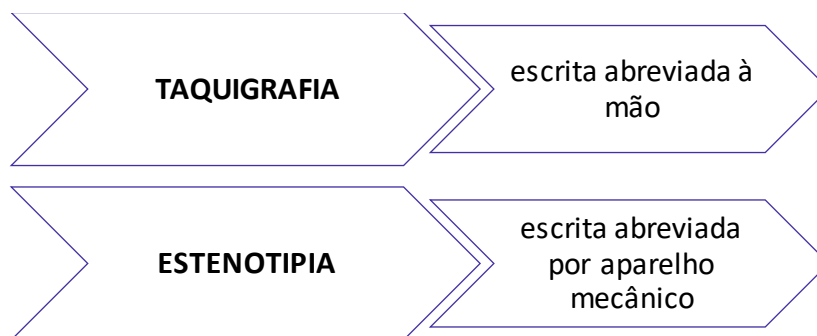 TAQUIGRAFIA
escrita abreviada à
mão
ESTENOTIPIA
escrita abreviada
por aparelho
mecânico